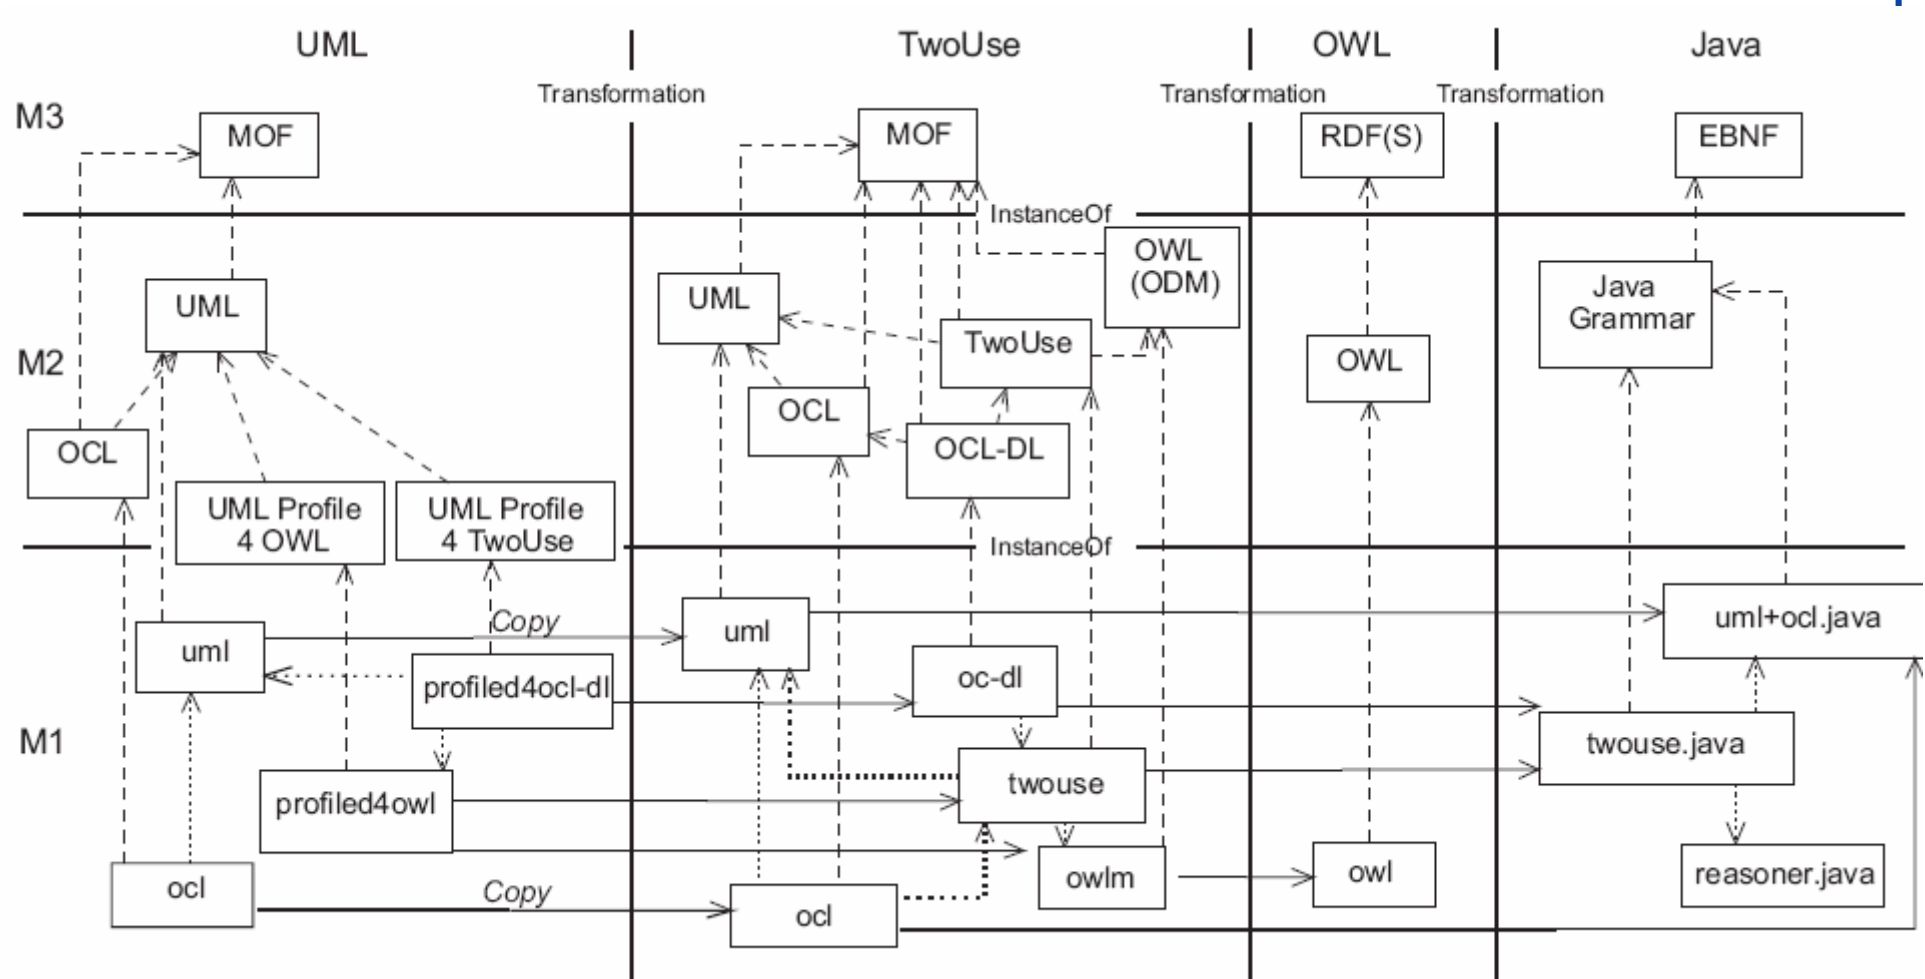 UML
TwoUse
OWL
Java
Transformation
Transformation
Transformation
M3
MOF
MOF
RDF(S)
EBNF
InstanceOf
OWL
(ODM)
UML
UML
TwoUse
Java
Grammar
M2
OWL
OCL
OCL
OCL-DL
UML Profile
4 OWL
UML Profile
4 TwoUse
InstanceOf
uml
Copy
uml
uml+ocl.java
profiled4ocl-dl
oc-dl
M1
twouse.java
profiled4owl
twouse
ocl
Copy
ocl
owlm
owl
reasoner.java